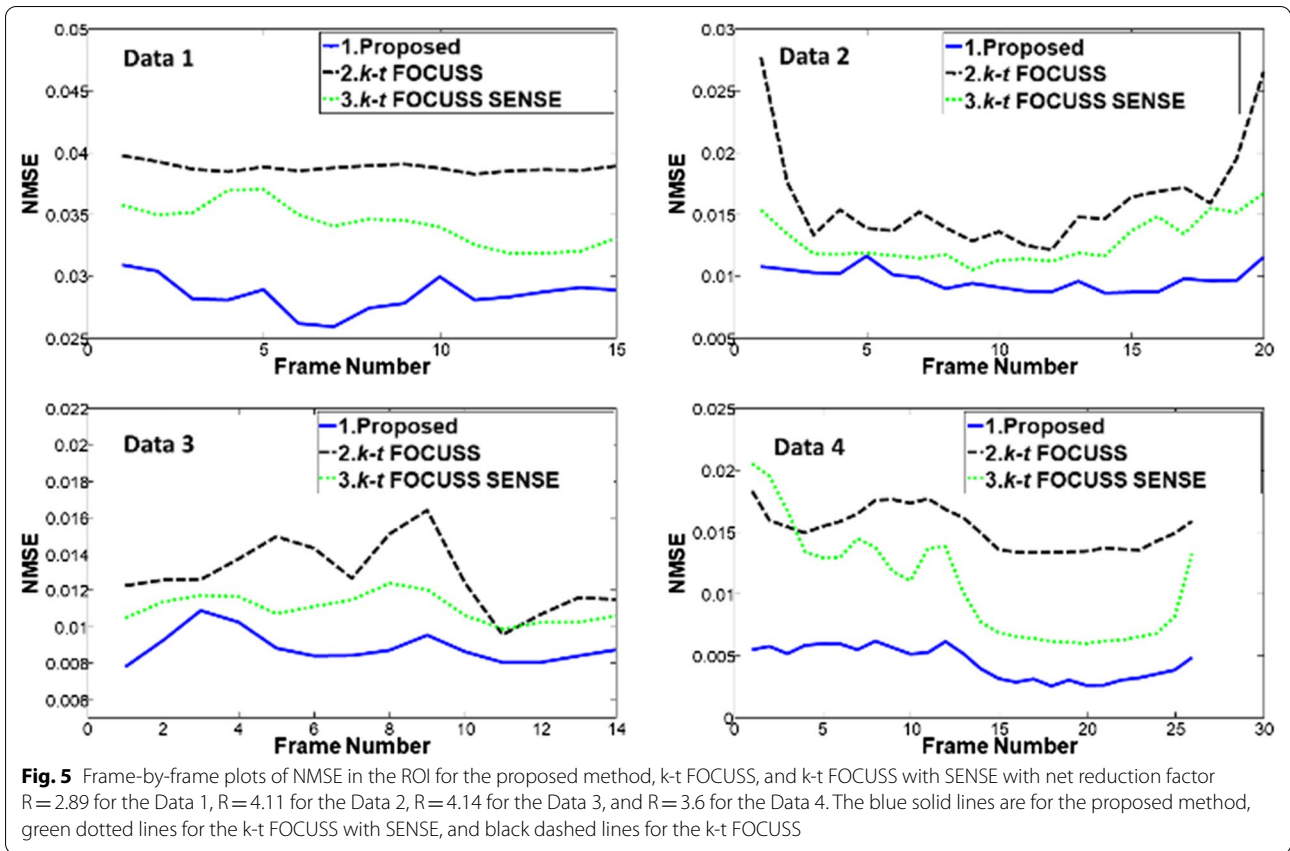 0.05
0.045
0.04
0.035
0.03
0.025
NMSE
Data 1
1.Proposed
2.k-t FOCUSS
3.k-t FOCUSS SENSE
0 5 10 15
Frame Number
0.03
0.025
0.02
0.015
0.01
0.005
NMSE
Data 2
1.Proposed
2.k-t FOCUSS
3.k-t FOCUSS SENSE
0 5 10 15 20
Frame Number
0.022
0.02
0.018
0.016
0.014
0.012
0.01
0.008
0.006
NMSE
Data 3
1.Proposed
2.k-t FOCUSS
3.k-t FOCUSS SENSE
0 2 4 6 8 10 12 14
Frame Number
0.025
0.02
0.015
0.01
0.005
0
NMSE
Data 4
1.Proposed
2.k-t FOCUSS
3.k-t FOCUSS SENSE
0 5 10 15 20 25 30
Frame Number
Fig. 5 Frame-by-frame plots of NMSE in the ROI for the proposed method, k-t FOCUSS, and k-t FOCUSS with SENSE with net reduction factor
R = 2.89 for the Data 1, R = 4.11 for the Data 2, R = 4.14 for the Data 3, and R = 3.6 for the Data 4. The blue solid lines are for the proposed method,
green dotted lines for the k-t FOCUSS with SENSE, and black dashed lines for the k-t FOCUSS